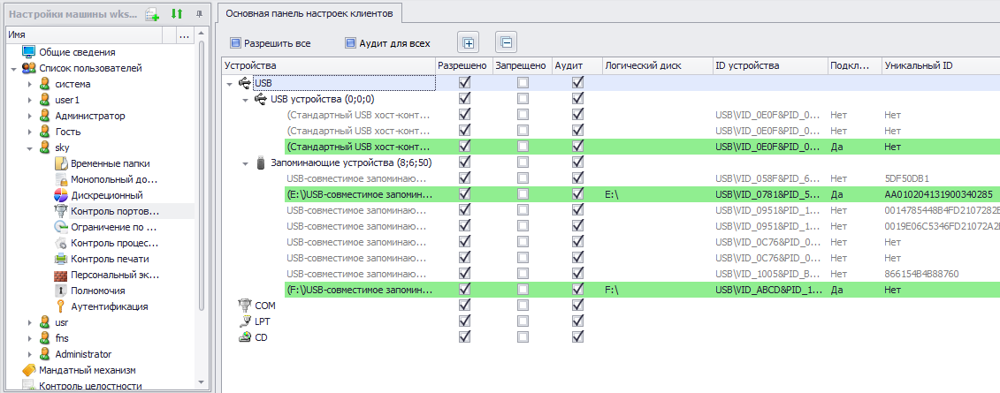 Настройки машины wks...
Имя
...
Общие сведения
Список пользователей
система
user1
Администратор
Гость
sky
Временные папки
Монопольный до...
Дискреционный
Контроль портов...
Ограничение по ...
Контроль процес...
Контроль печати
Персональный эк...
Полномочия
Аутентификация
usr
fns
Administrator
Мандатный механизм
Контроль целостности
Основная панель настроек клиентов
Разрешить все Аудит для всех
Устройства Разрешено Запрещено Аудит Логический диск ID устройства Подкл... Уникальный ID
USB
USB устройства (0;0;0)
(Стандартный USB хост-конт... USB\VID_0E0F&PID_0... Нет Нет
(Стандартный USB хост-конт... USB\VID_0E0F&PID_0... Нет Нет
(Стандартный USB хост-конт... USB\VID_0E0F&PID_0... Да Нет
Запоминающие устройства (8;6;50)
USB-совместимое запоминаю... USB\VID_058F&PID_6... Нет 5DF50DB1
(E:\)USB-совместимое запомин... E:\ USB\VID_0781&PID_5... Да AA010204131900340285
USB-совместимое запоминаю... USB\VID_0951&PID_1... Нет 0014785448B4FD2107282E
USB-совместимое запоминаю... USB\VID_0951&PID_1... Нет 0019E06C5346FD21072A2
USB-совместимое запоминаю... USB\VID_0C76&PID_0... Нет Нет
USB-совместимое запоминаю... USB\VID_0C76&PID_0... Нет Нет
USB-совместимое запоминаю... USB\VID_1005&PID_B... Нет 866154B4B88760
(F:\)USB-совместимое запомин... F:\ USB\VID_ABCD&PID_1... Да Нет
COM
LPT
CD